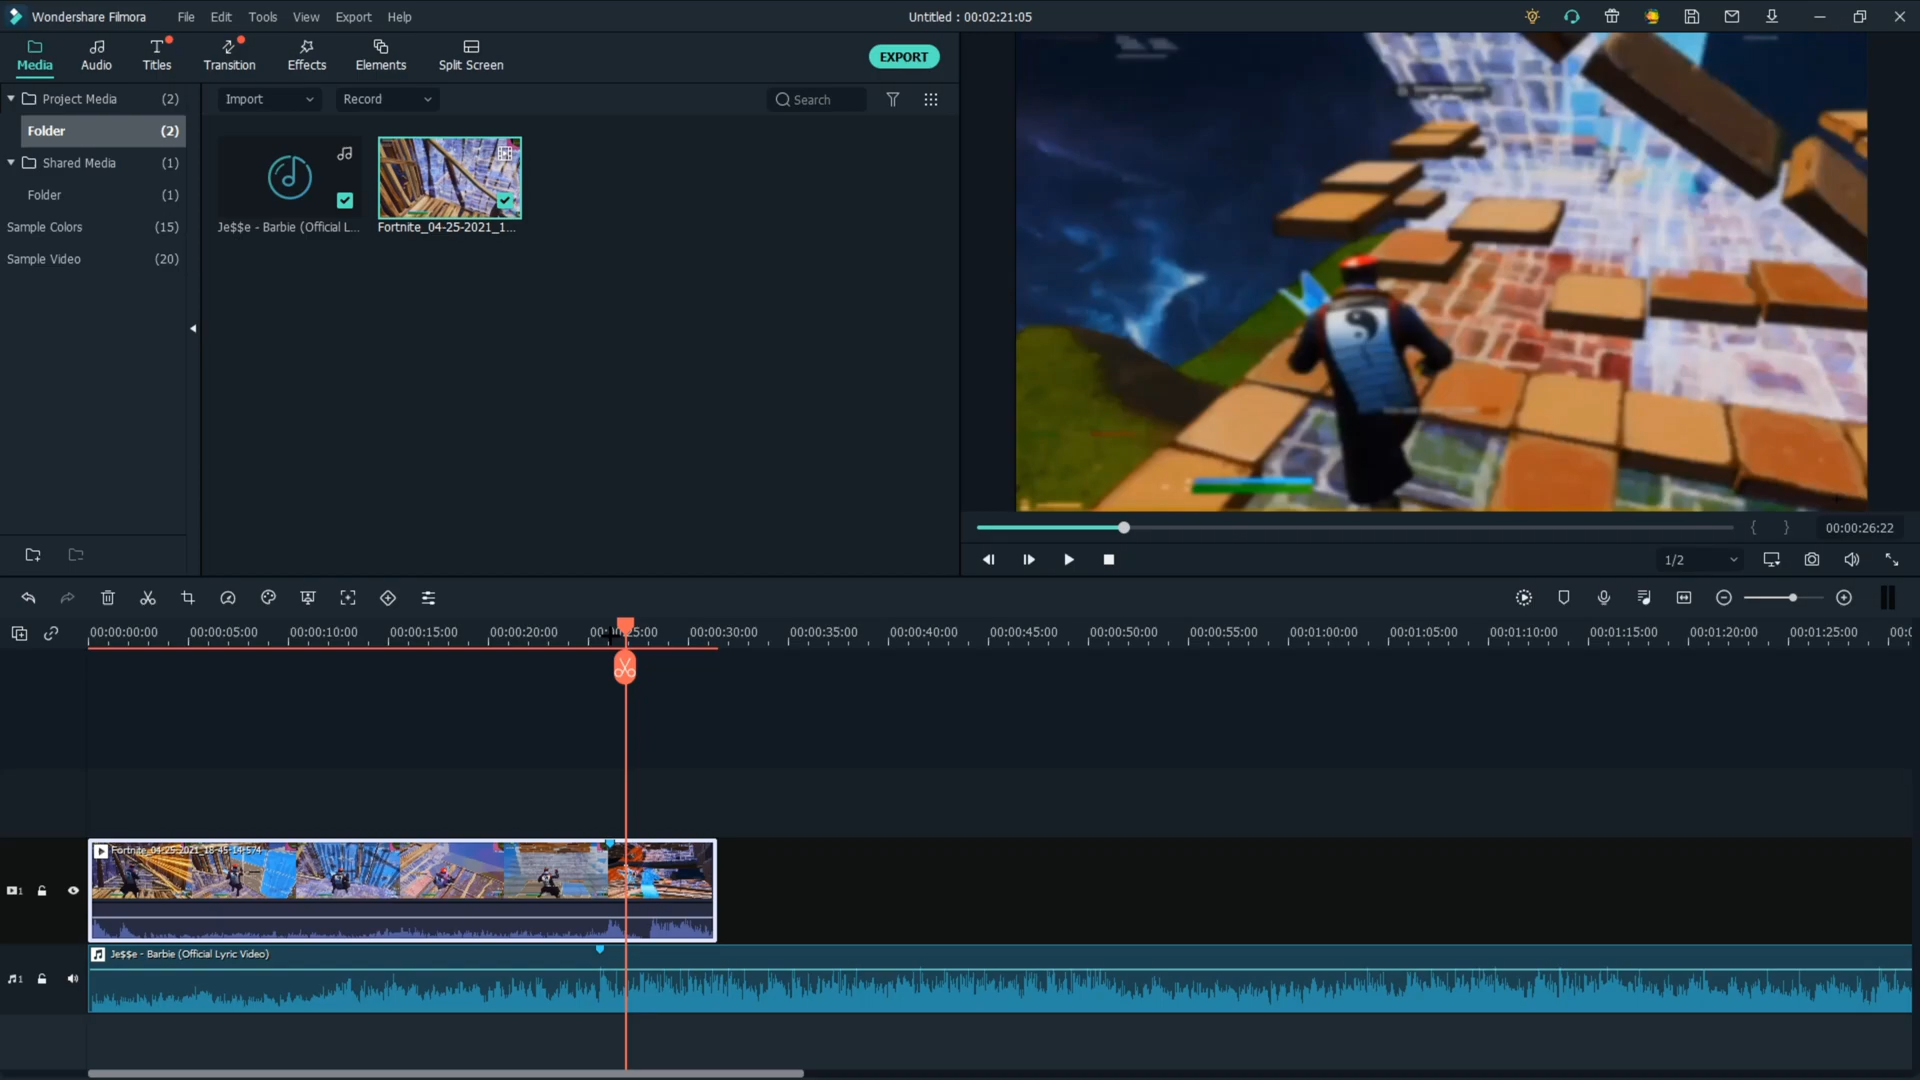 Wondershare Filmora File Edit Tools View Export Help Untitled : 00:02:21:05
Media Audio Titles Transition Effects Elements Split Screen EXPORT
Project Media (2)
Folder (2)
Shared Media (1)
Folder (1)
Sample Colors (15)
Sample Video (20)
Import Record Search
Je$$e - Barbie (Official L... Fortnite_04-25-2021_1...
00:00:26:22
1/2
00:00:00:00 00:00:05:00 00:00:10:00 00:00:15:00 00:00:20:00 25:00 00:00:30:00 00:00:35:00 00:00:40:00 00:00:45:00 00:00:50:00 00:00:55:00 00:01:00:00 00:01:05:00 00:01:10:00 00:01:15:00 00:01:20:00 00:01:25:00
Fortnite_04-25-2021_18-45-14-574
1
Je$$e - Barbie (Official Lyric Video)
1